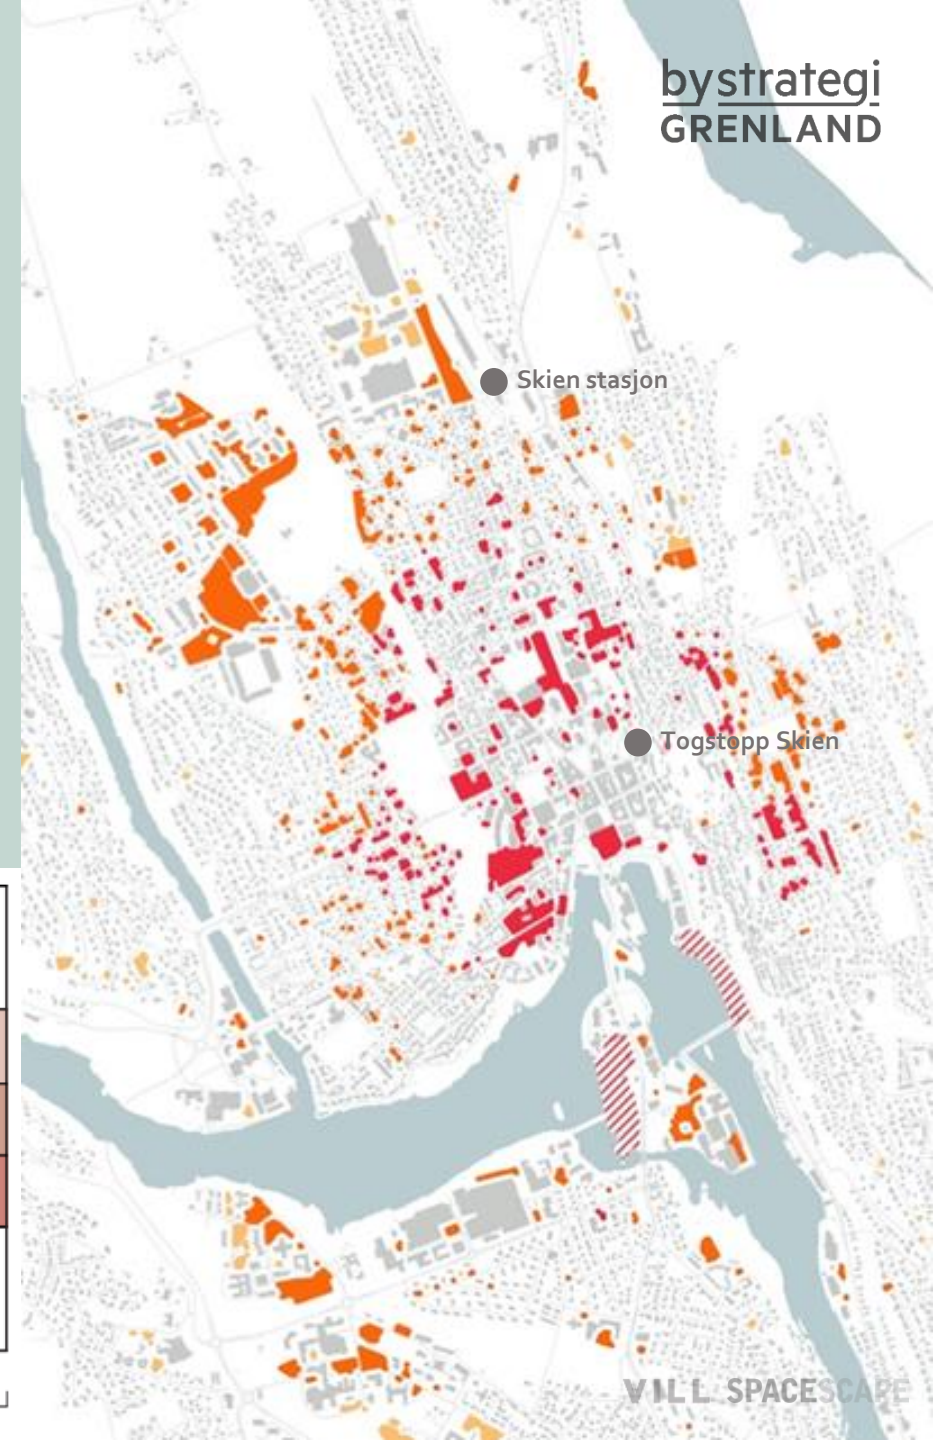 bystrategi
GRENLAND
Skien stasjon
Togstopp Skien
VILL SPACESCAPE